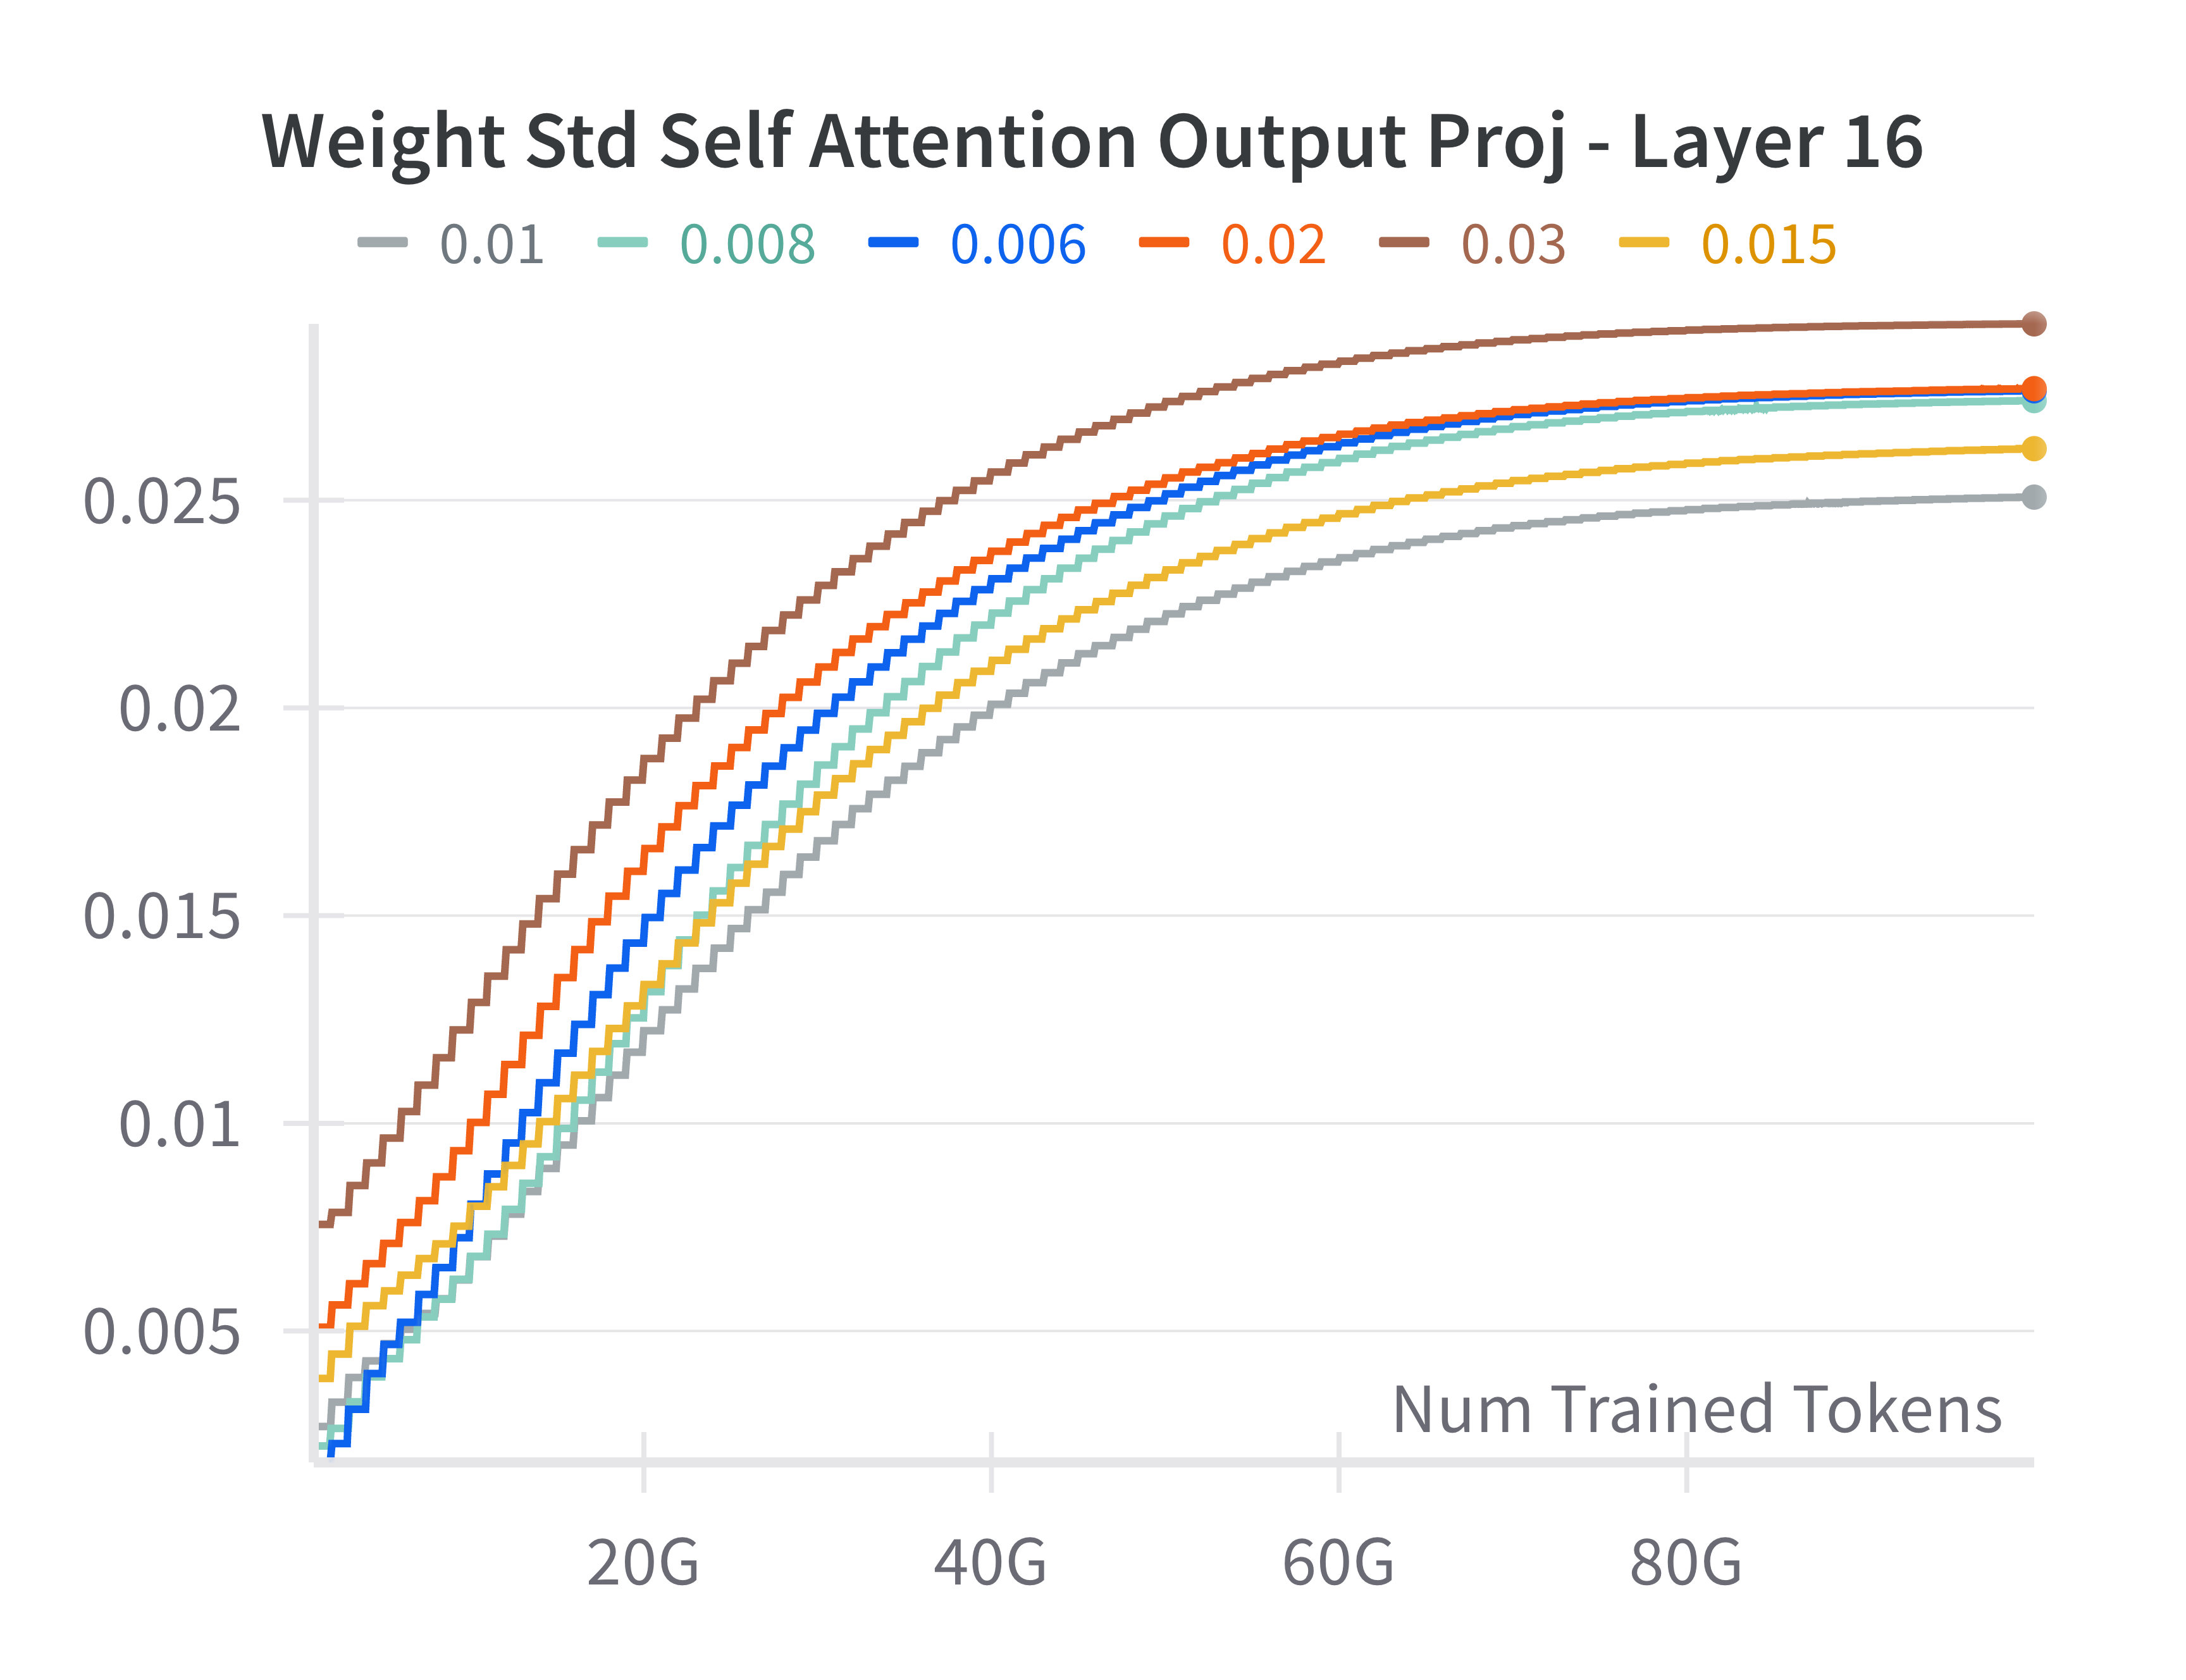 Weight Std Self Attention Output Proj - Layer 16
0.01 0.008 0.006 0.02 0.03 0.015
0.025
0.02
0.015
0.01
0.005
Num Trained Tokens
20G 40G 60G 80G